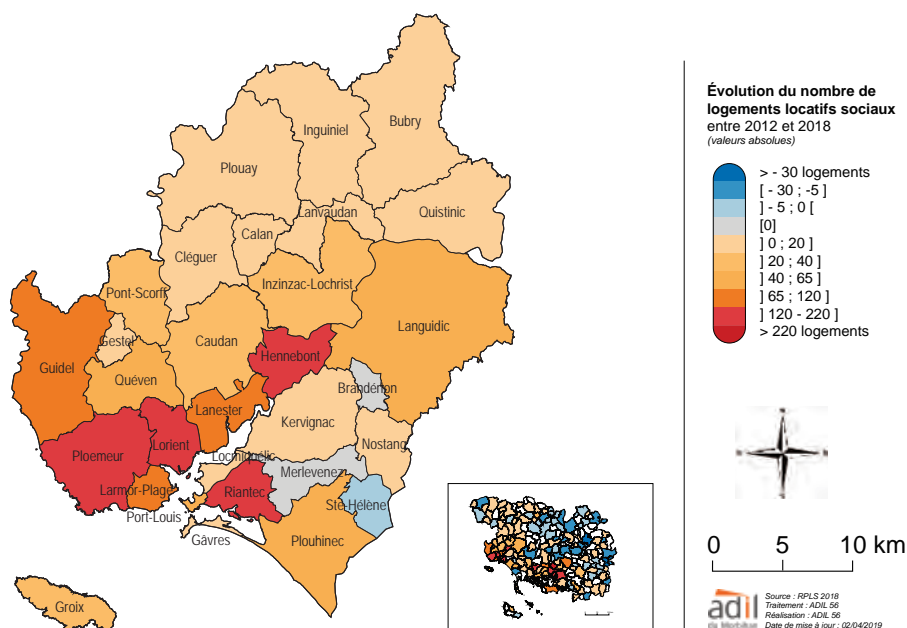 Bubry
Inguiniel
Plouay
Lanvaudan
Quistinic
Calan
Cléguer
Inzinzac-Lochrist
Pont-Scorff
Languidic
Gestel
Caudan
Hennebont
Guidel
Quéven
Brandérion
Lanester
Kervignac
Nostang
Ploemeur
Lorient
Locmiquélic
Merlevenez
Larmor-Plage
Riantec
Ste-Hélène
Port-Louis
Plouhinec
Gâvres
Groix
Évolution du nombre de
logements locatifs sociaux
entre 2012 et 2018
(valeurs absolues)
> - 30 logements
[ - 30 ; -5 ]
] - 5 ; 0 [
[0]
] 0 ; 20 ]
] 20 ; 40 ]
] 40 ; 65 ]
] 65 ; 120 ]
] 120 - 220 ]
> 220 logements
0 5 10 km
adil
du Morbihan
Source : RPLS 2018
Traitement : ADIL 56
Réalisation : ADIL 56
Date de mise à jour : 02/04/2019